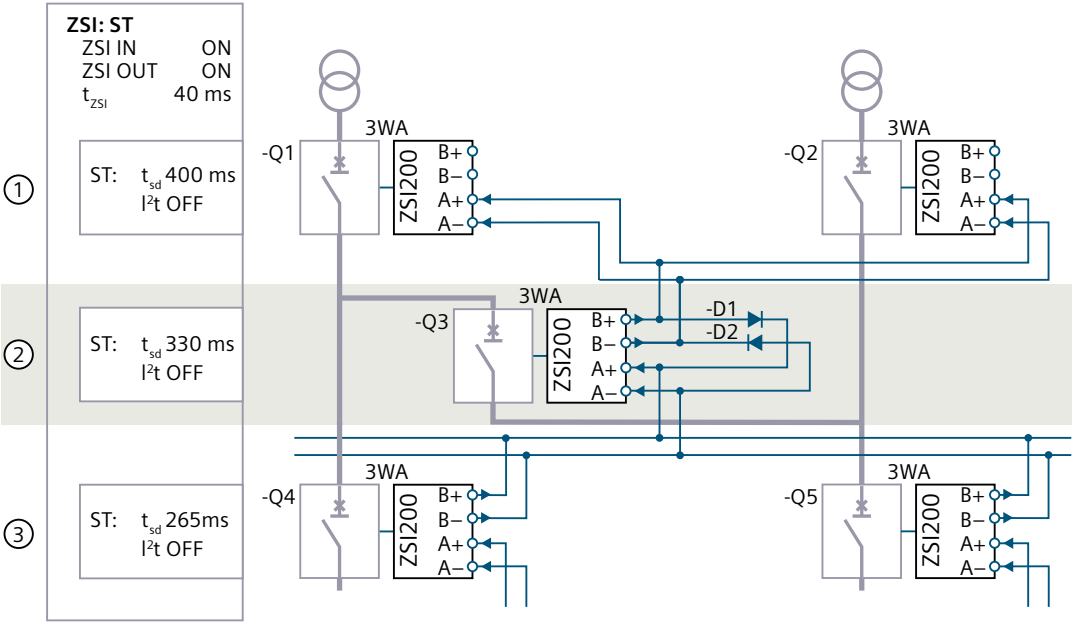 ZSI: ST
ZSI IN ON
ZSI OUT ON
tZSI 40 ms
1
ST: tsd 400 ms
I²t OFF
-Q1
3WA
ZSI200
B+
B−
A+
A−
-Q2
3WA
ZSI200
B+
B−
A+
A−
2
ST: tsd 330 ms
I²t OFF
-Q3
3WA
ZSI200
B+
B−
A+
A−
-D1
-D2
3
ST: tsd 265ms
I²t OFF
-Q4
3WA
ZSI200
B+
B−
A+
A−
-Q5
3WA
ZSI200
B+
B−
A+
A−